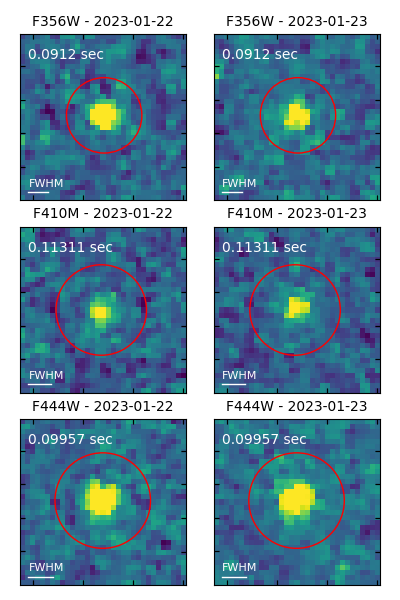 F356W - 2023-01-22
F356W - 2023-01-23
0.0912 sec
0.0912 sec
FWHM
FWHM
F410M - 2023-01-22
F410M - 2023-01-23
0.11311 sec
0.11311 sec
FWHM
FWHM
F444W - 2023-01-22
F444W - 2023-01-23
0.09957 sec
0.09957 sec
FWHM
FWHM